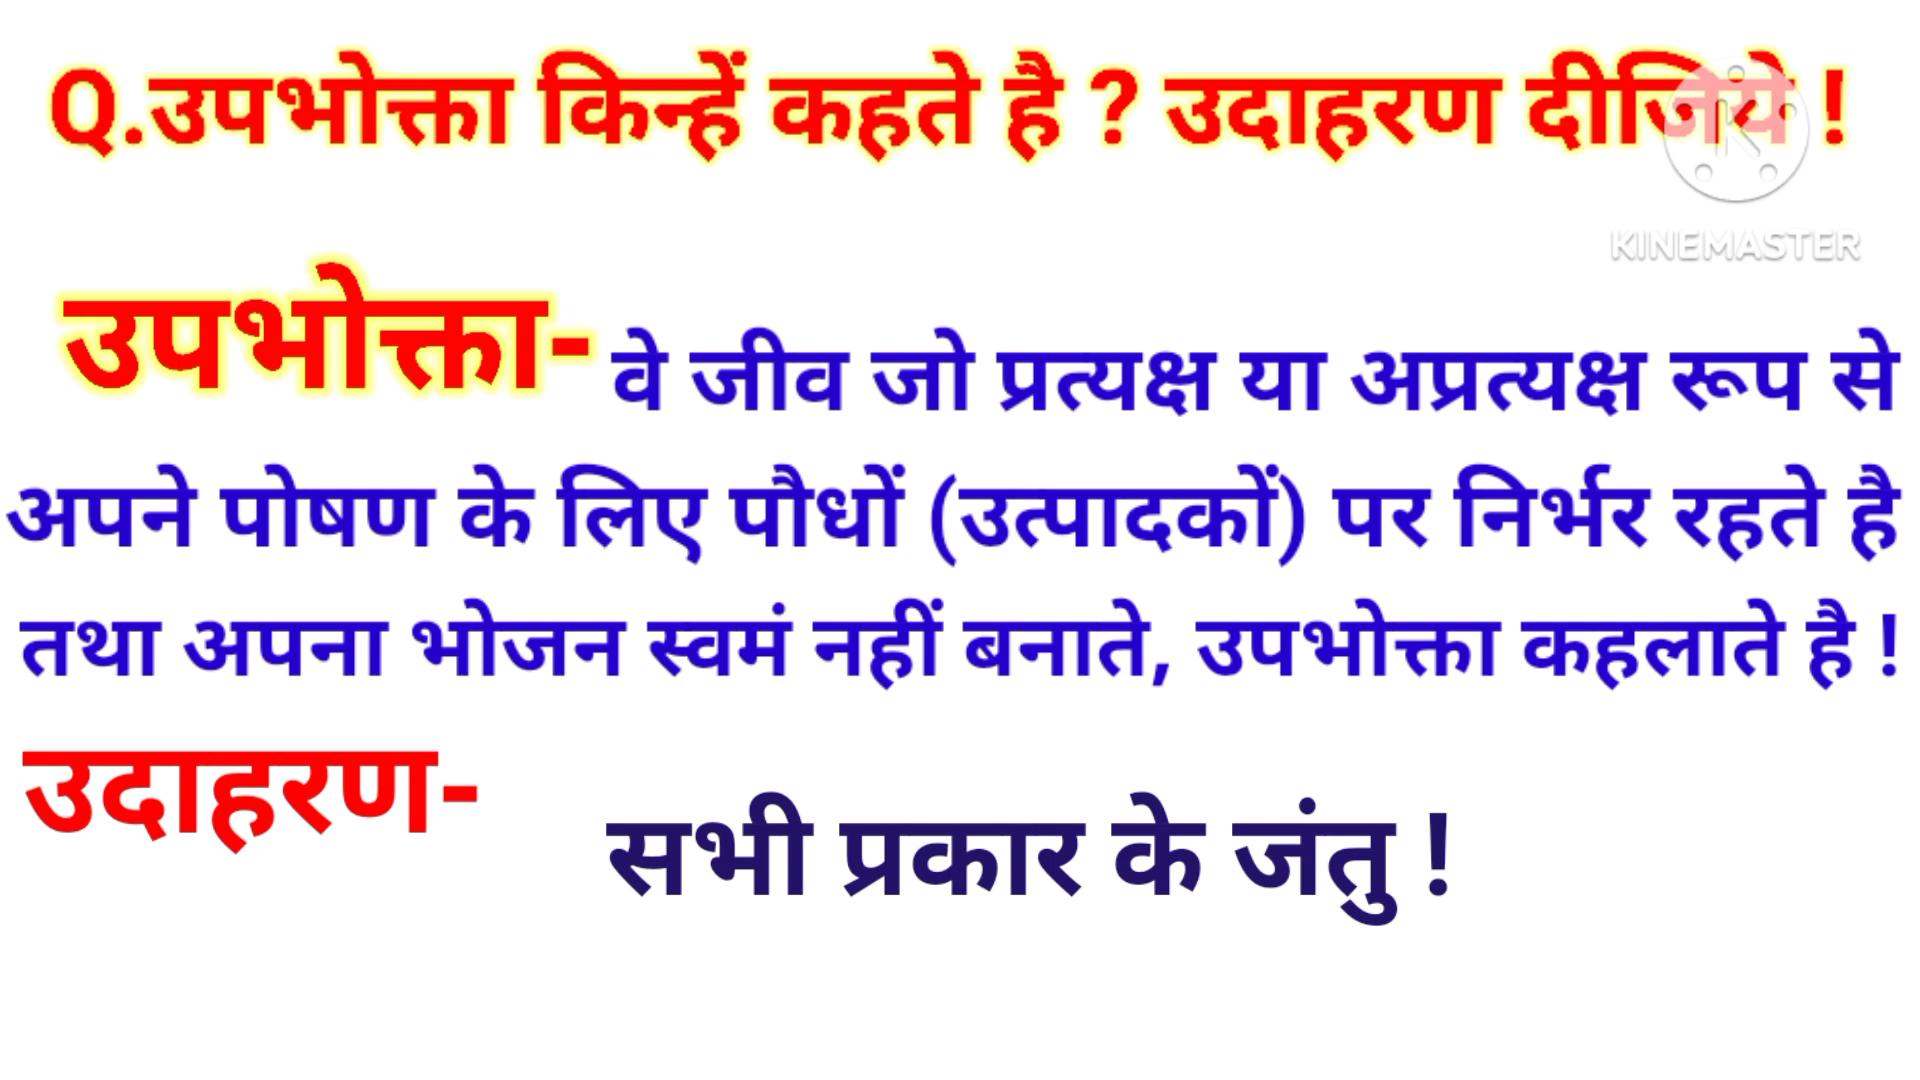 Q.उपभोक्ता किन्हें कहते है ? उदाहरण दीजिये !
KINEMASTER
उपभोक्ता- वे जीव जो प्रत्यक्ष या अप्रत्यक्ष रूप से
अपने पोषण के लिए पौधों (उत्पादकों) पर निर्भर रहते है
तथा अपना भोजन स्वमं नहीं बनाते, उपभोक्ता कहलाते है !
उदाहरण-
सभी प्रकार के जंतु !